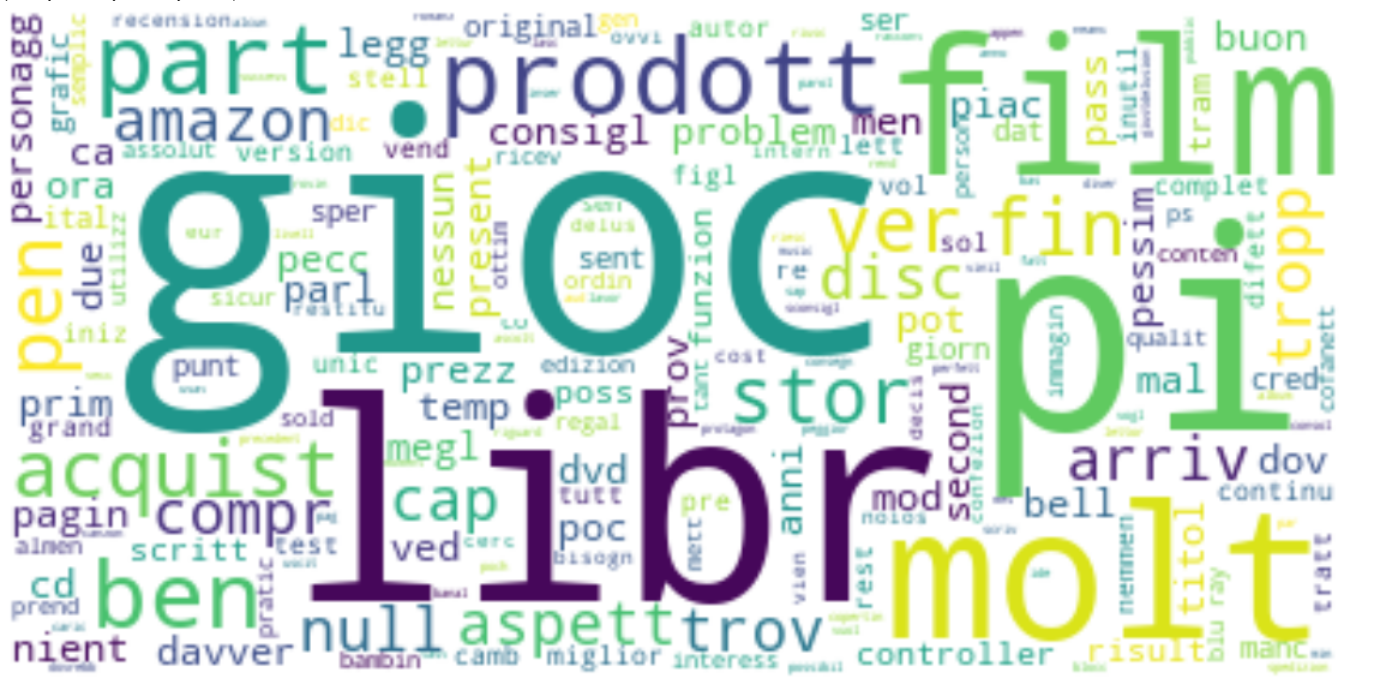 recension
part
legg
original
gen
ovvi
autor
ser
buon
personagg
grafic
semplic
stell
prodott
film
piac
pass
inutil
tram
amazon
dic
vend
consigl
problem
men
dat
person
ca
assolut
version
ricev
intern
lett
ora
ital
sper
nessun
present
figl
vol
complet
due
utilizz
eur
gioc
sent
delus
ordin
ottim
funzion
ver
fin
sol
pessim
ps
conten
difett
tropp
pen
pecc
parl
restitu
sicur
re
disc
pi
iniz
punt
unic
edizion
prov
tant
cost
pot
giorn
immagin
qualit
mal
cred
cofanett
prezz
poss
stor
prim
grand
sold
temp
regal
decis
second
confezion
megl
libr
acquist
dvd
tutt
pre
anni
arriv
dov
continu
pagin
compr
cap
poc
mod
bell
almen
scritt
test
ved
cerc
bisogn
mett
noios
nemmen
titol
molt
tratt
cd
prend
ben
pratic
vien
rest
null
aspett
trov
blu ray
nient
davver
bambin
camb
miglior
interess
controller
risult
manc